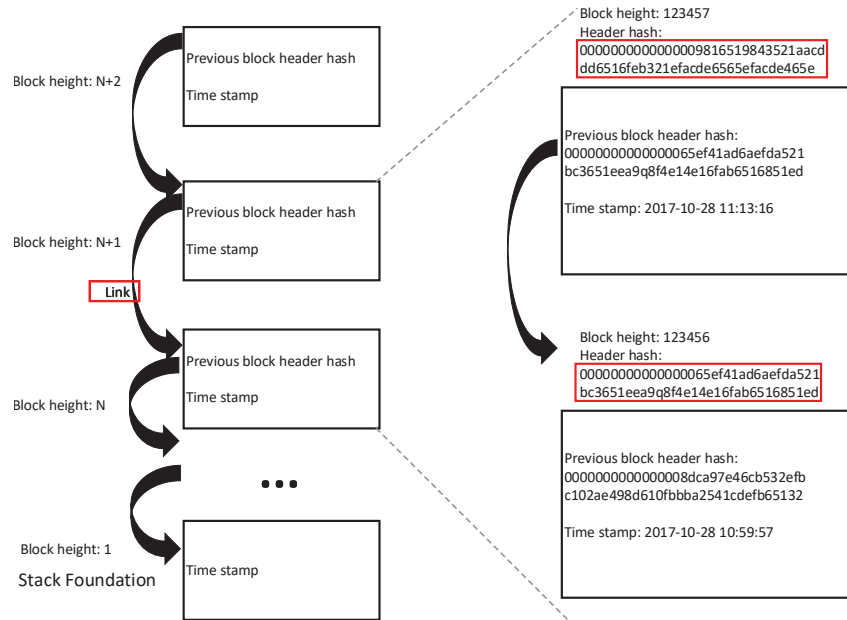 Block height: N+2
Previous block header hash
Time stamp
Block height: N+1
Previous block header hash
Time stamp
Link
Block height: N
Previous block header hash
Time stamp
...
Block height: 1
Stack Foundation
Time stamp
Block height: 123457
Header hash:
0000000000000009816519843521aacd
dd6516feb321efacde6565efacde465e
Previous block header hash:
00000000000000065ef41ad6aefda521
bc3651eea9q8f4e14e16fab6516851ed
Time stamp: 2017-10-28 11:13:16
Block height: 123456
Header hash:
00000000000000065ef41ad6aefda521
bc3651eea9q8f4e14e16fab6516851ed
Previous block header hash:
0000000000000008dca97e46cb532efb
c102ae498d610fbbba2541cdefb65132
Time stamp: 2017-10-28 10:59:57